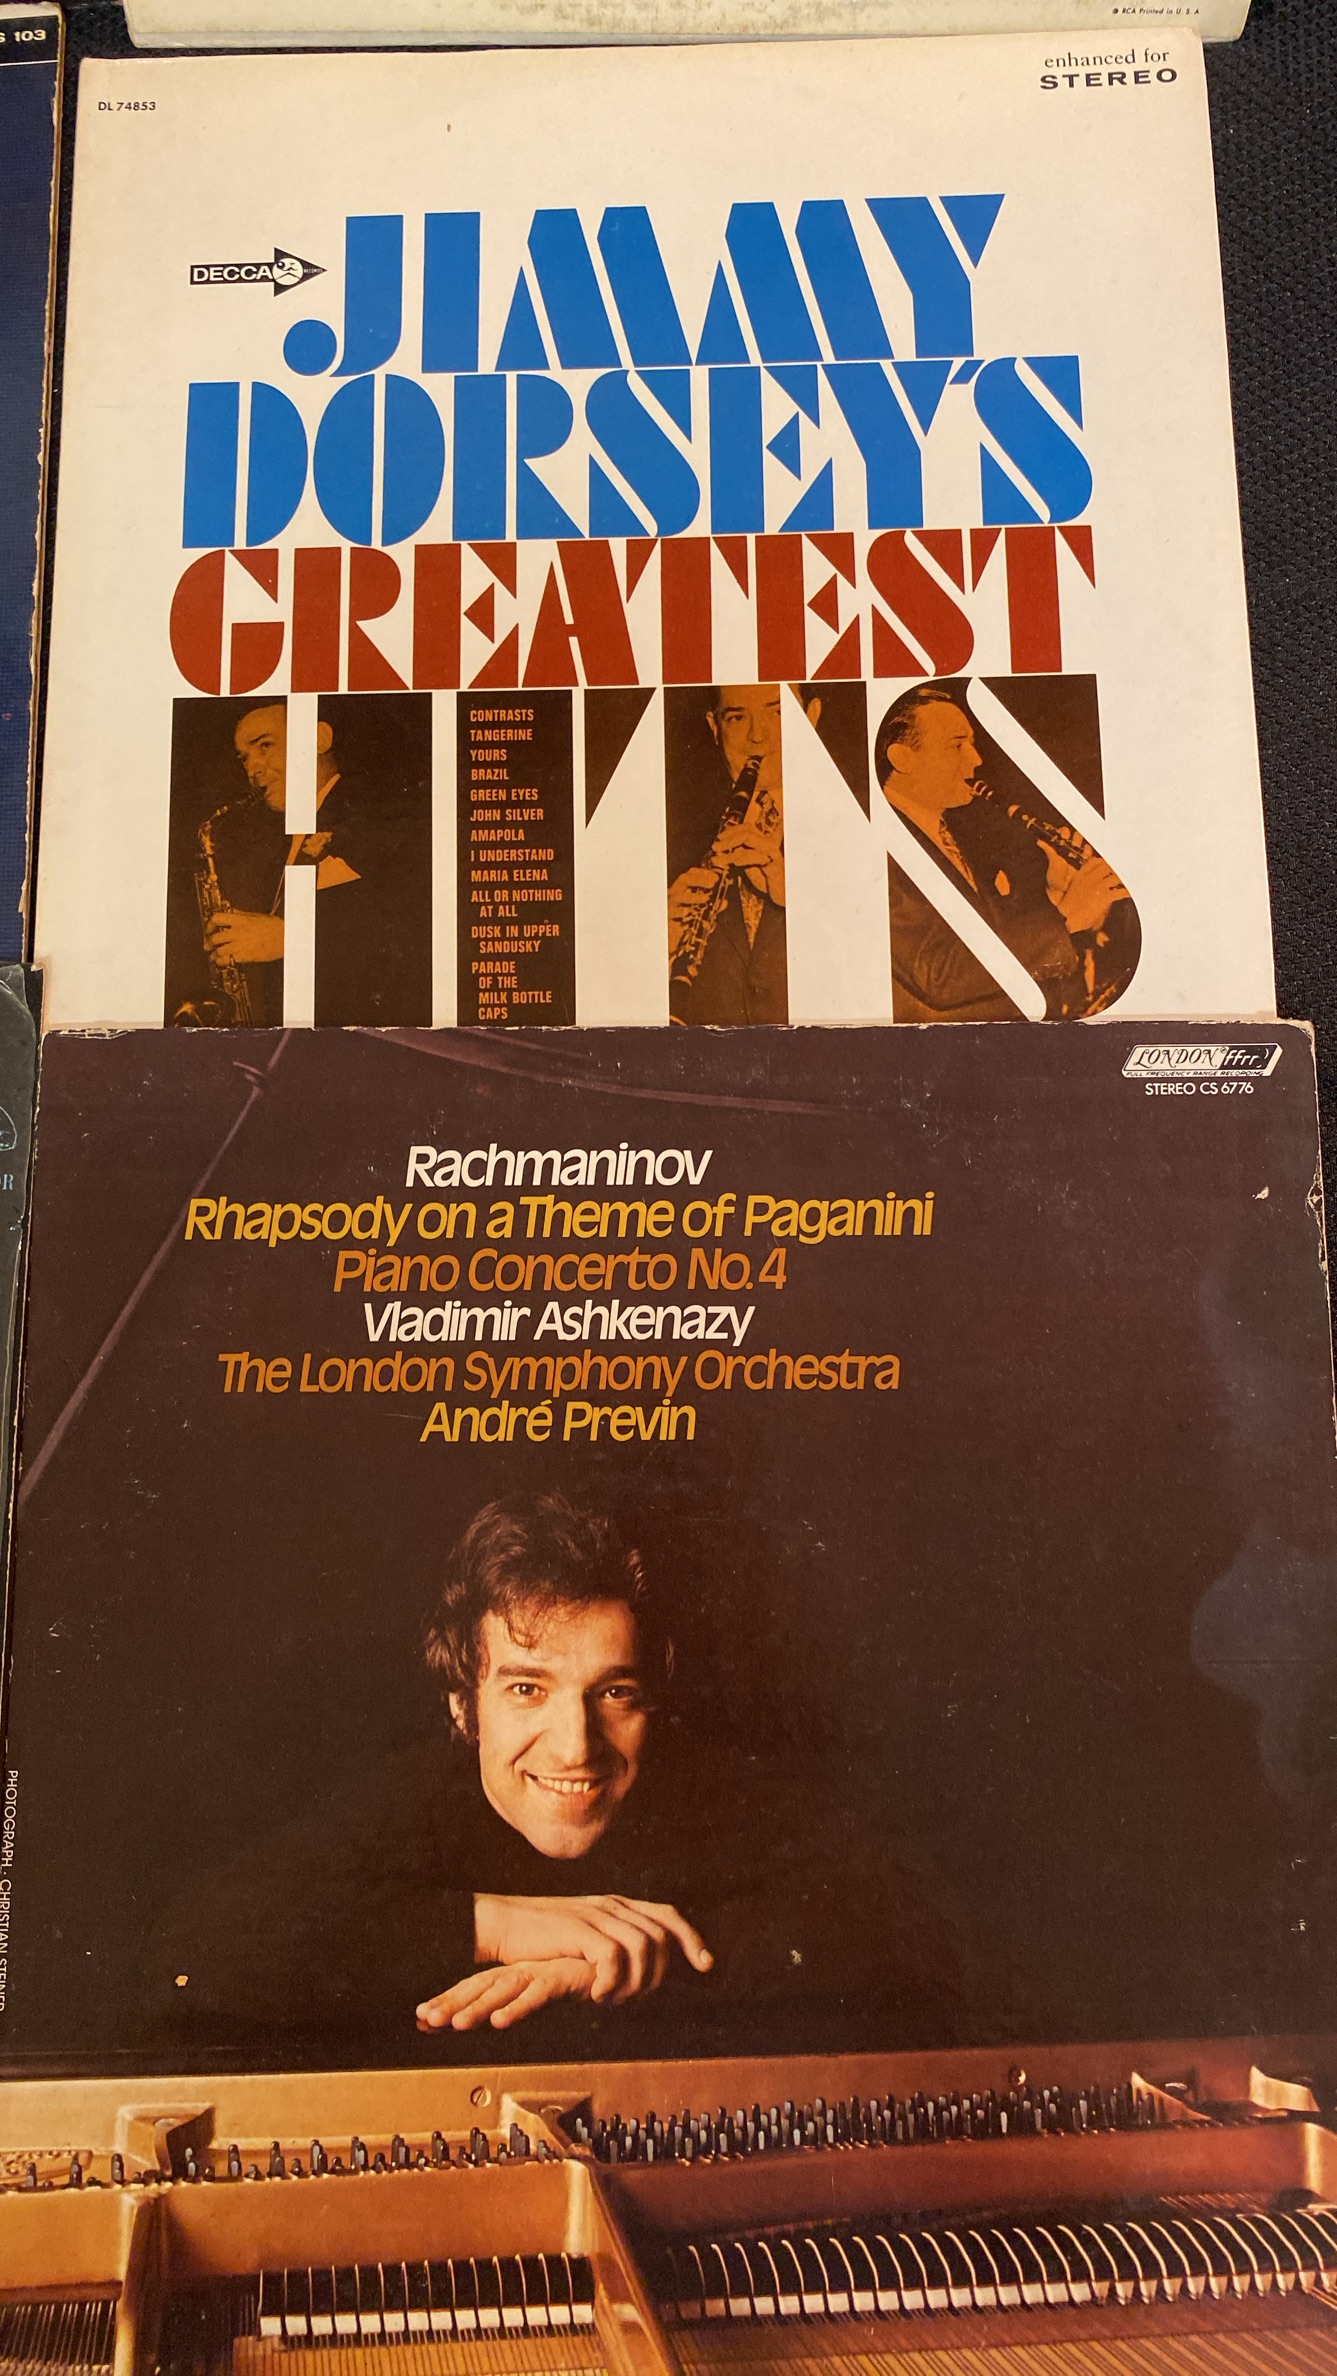 ® RCA Printed in U. S. A
S 103
enhanced for
STEREO
DL 74853
DECCA RECORDS
JIMMY
DORSEY'S
GREATEST
HITS
CONTRASTS
TANGERINE
YOURS
BRAZIL
GREEN EYES
JOHN SILVER
AMAPOLA
I UNDERSTAND
MARIA ELENA
ALL OR NOTHING
AT ALL
DUSK IN UPPER
SANDUSKY
PARADE
OF THE
MILK BOTTLE
CAPS
LONDON ffrr
FULL FREQUENCY RANGE RECORDING
STEREO CS 6776
Rachmaninov
Rhapsody on a Theme of Paganini
Piano Concerto No. 4
Vladimir Ashkenazy
The London Symphony Orchestra
André Previn
PHOTOGRAPH: CHRISTIAN STEINER